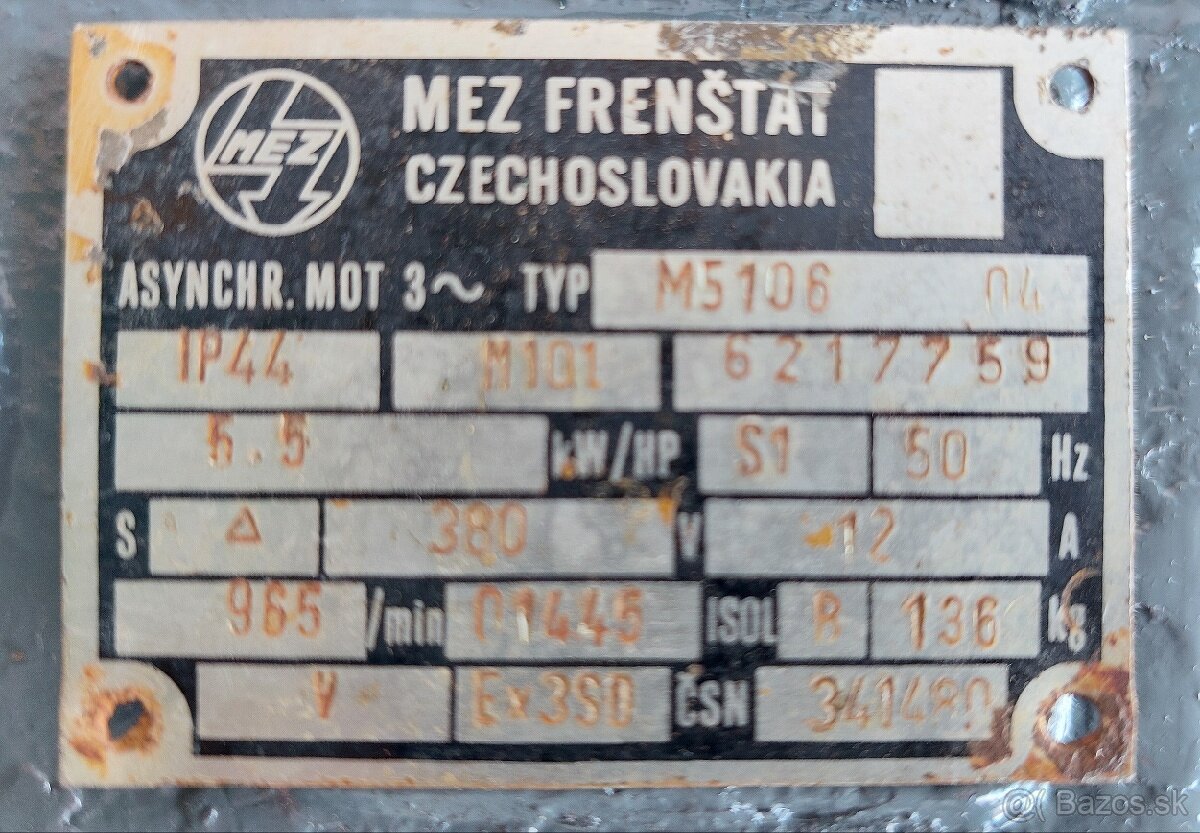 MEZ
MEZ FRENŠTÁT
CZECHOSLOVAKIA
ASYNCHR. MOT 3~ TYP M5106 04
IP44 M101 6217759
5.5 kW/HP S1 50 Hz
S △ 380 V 12 A
965 /min 01445 ISOL B 136 kg
V Ex3SD ČSN 341480
Bazos.sk